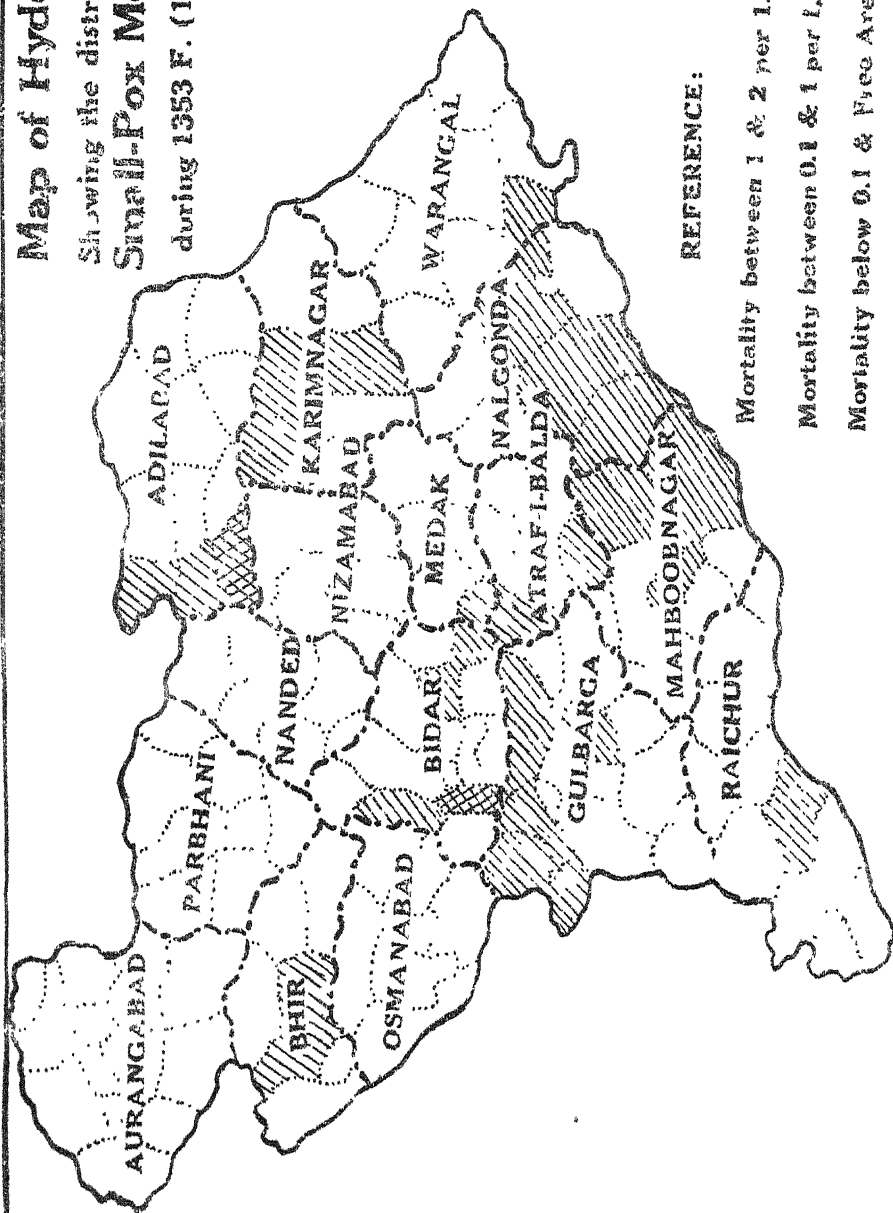 Map of Hyde
Showing the distr
Small-Pox Mo
during 1353 F. (1
AURANGABAD
PARBHANI
NANDED
ADILABAD
BHIR
OSMANABAD
BIDAR
NIZAMABAD
KARIMNAGAR
MEDAK
WARANGAL
GULBARGA
ATRAF-I-BALDA
NALGONDA
RAICHUR
MAHBOOBNAGAR
REFERENCE:
Mortality between 1 & 2 per 1,
Mortality between 0.1 & 1 per 1,
Mortality below 0.1 & Free Are